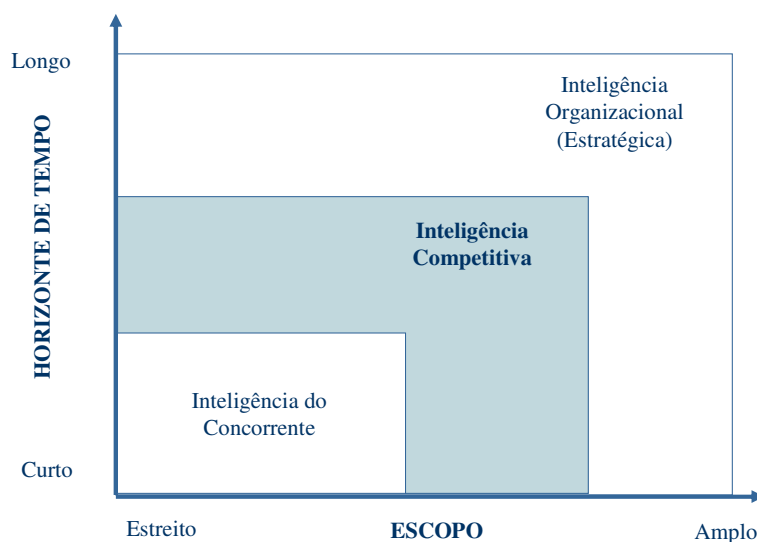 Longo
Inteligência
Organizacional
(Estratégica)
HORIZONTE DE TEMPO
Inteligência
Competitiva
Inteligência do
Concorrente
Curto
Estreito
ESCOPO
Amplo